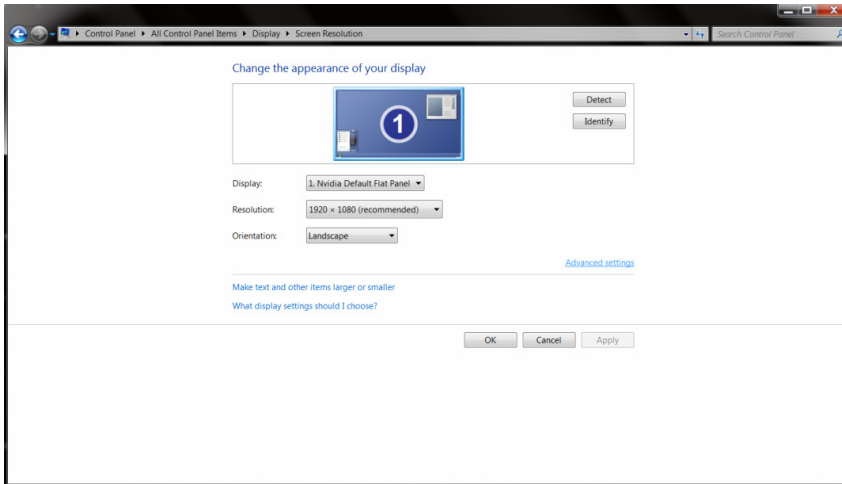 Control Panel ▸ All Control Panel Items ▸ Display ▸ Screen Resolution
Search Control Panel
Change the appearance of your display
1
Detect
Identify
Display: 1. Nvidia Default Flat Panel
Resolution: 1920 × 1080 (recommended)
Orientation: Landscape
Advanced settings
Make text and other items larger or smaller
What display settings should I choose?
OK Cancel Apply